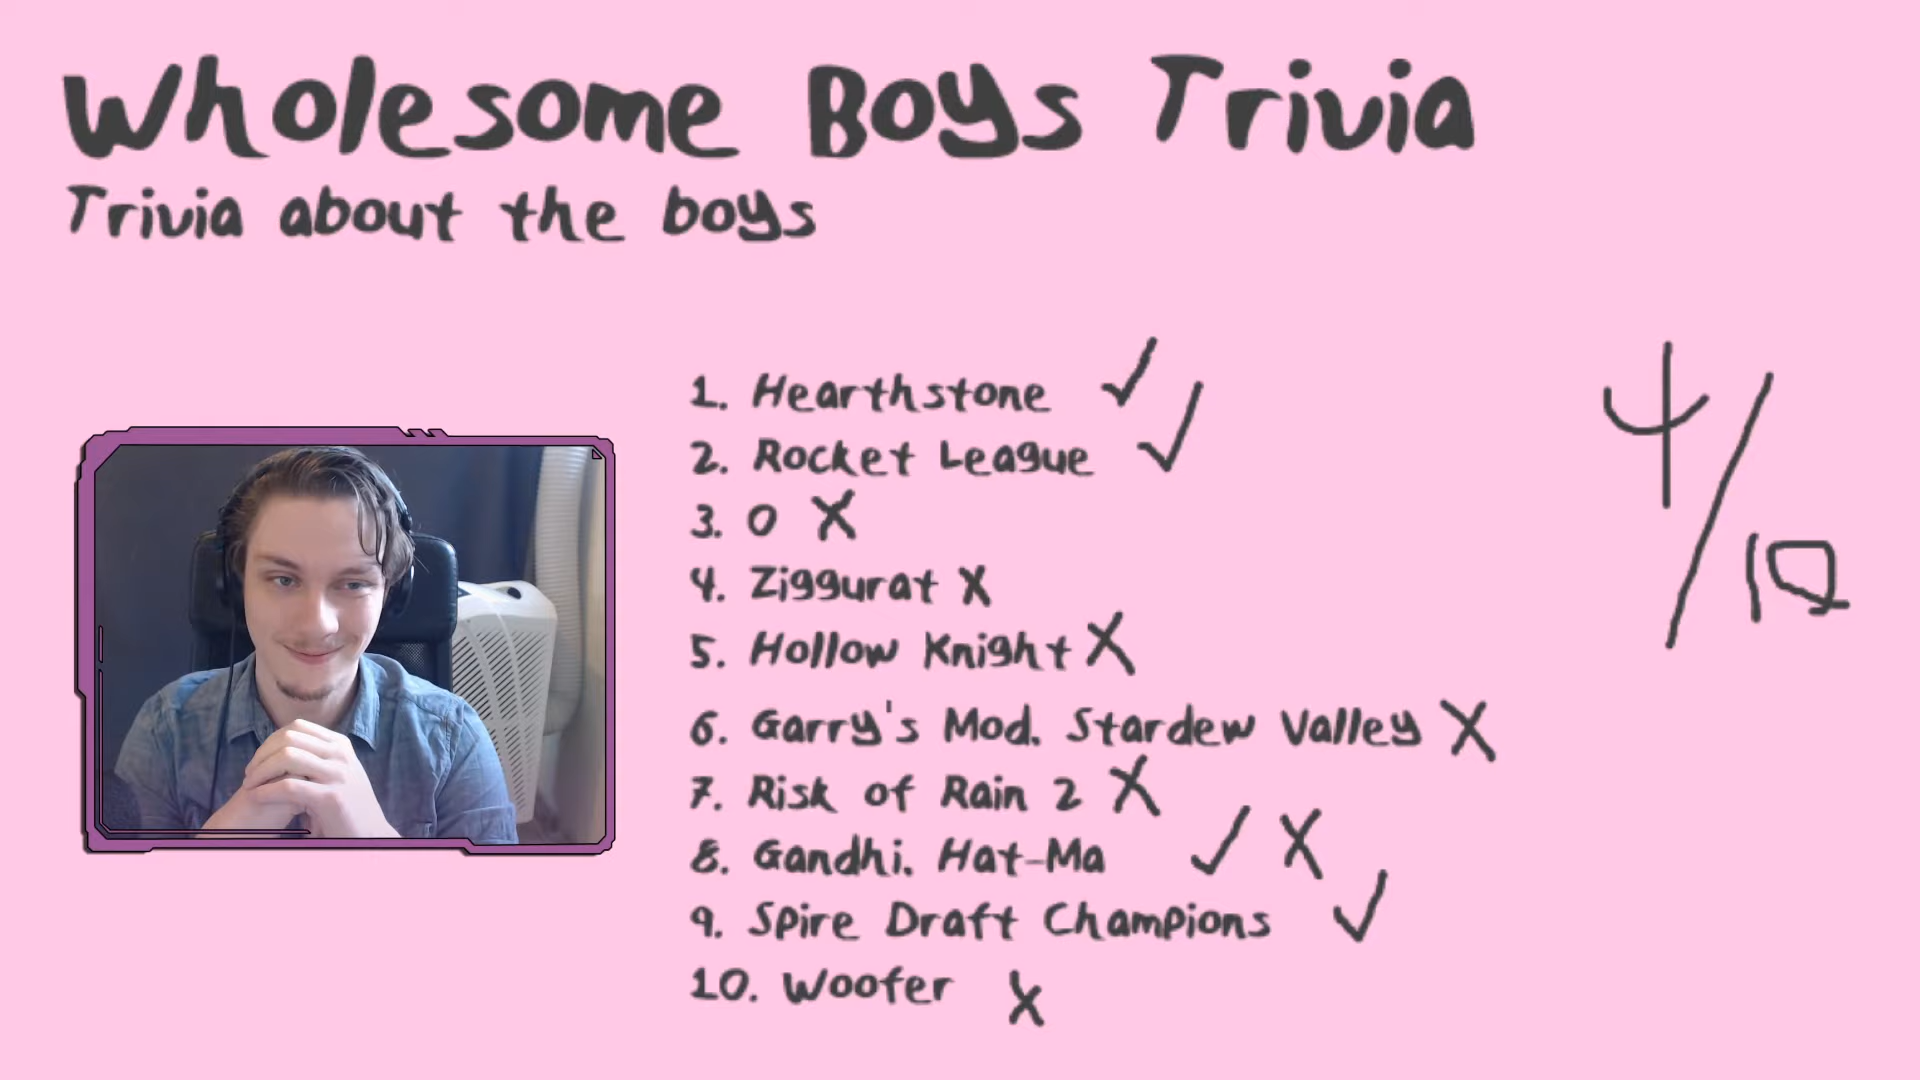 Wholesome Boys Trivia
Trivia about the boys
1. Hearthstone ✓
2. Rocket League ✓
3. 0 X
4. Ziggurat X
5. Hollow Knight X
6. Garry's Mod, Stardew Valley X
7. Risk of Rain 2 X
8. Gandhi, Hat-Ma ✓ X
9. Spire Draft Champions ✓
10. Woofer X
4/10